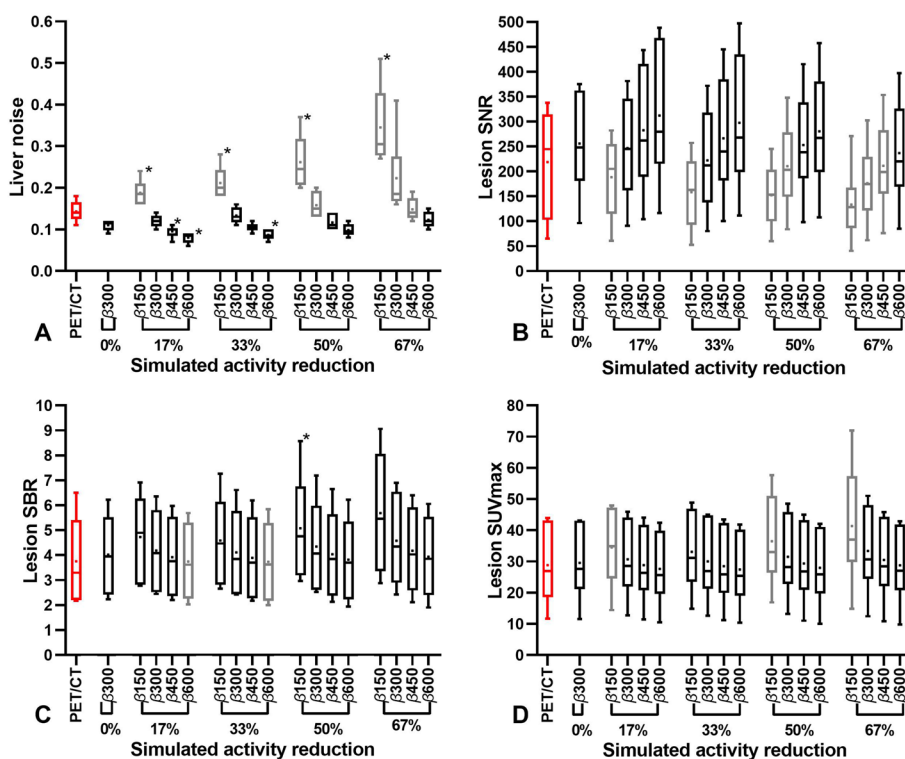 0.6
0.5
0.4
0.3
0.2
0.1
0.0
Liver noise
*
*
*
*
*
*
PET/CT
β300
β150
β300
β450
β600
β150
β300
β450
β600
β150
β300
β450
β600
β150
β300
β450
β600
A
0%
17%
33%
50%
67%
Simulated activity reduction
500
450
400
350
300
250
200
150
100
50
0
Lesion SNR
PET/CT
β300
β150
β300
β450
β600
β150
β300
β450
β600
β150
β300
β450
β600
β150
β300
β450
β600
B
0%
17%
33%
50%
67%
Simulated activity reduction
10
9
8
7
6
5
4
3
2
1
0
Lesion SBR
*
PET/CT
β300
β150
β300
β450
β600
β150
β300
β450
β600
β150
β300
β450
β600
β150
β300
β450
β600
C
0%
17%
33%
50%
67%
Simulated activity reduction
80
70
60
50
40
30
20
10
0
Lesion SUVmax
PET/CT
β300
β150
β300
β450
β600
β150
β300
β450
β600
β150
β300
β450
β600
β150
β300
β450
β600
D
0%
17%
33%
50%
67%
Simulated activity reduction